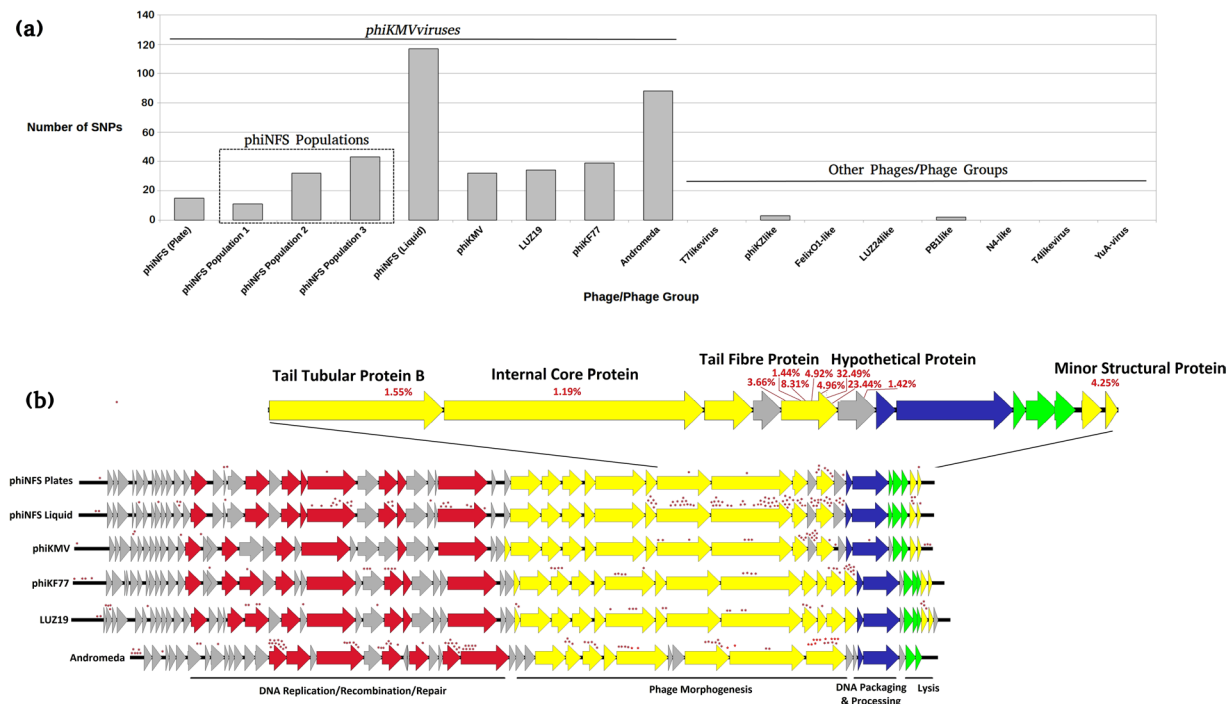 (a)
140
120
100
80
60
40
20
0
Number of SNPs
phiKMVviruses
phiNFS Populations
Other Phages/Phage Groups
phiNFS (Plate)
phiNFS Population 1
phiNFS Population 2
phiNFS Population 3
phiNFS (Liquid)
phiKMV
LUZ19
phiKF77
Andromeda
T7likevirus
phiKZlike
FelixO1-like
LUZ24like
PB1like
N4-like
T4likevirus
YuA-virus
Phage/Phage Group
(b)
Tail Tubular Protein B
1.55%
Internal Core Protein
1.19%
Tail Fibre Protein
3.66%
1.44%
8.31%
4.92%
4.96%
Hypothetical Protein
32.49%
23.44%
1.42%
Minor Structural Protein
4.25%
phiNFS Plates
phiNFS Liquid
phiKMV
phiKF77
LUZ19
Andromeda
DNA Replication/Recombination/Repair
Phage Morphogenesis
DNA Packaging
& Processing
Lysis